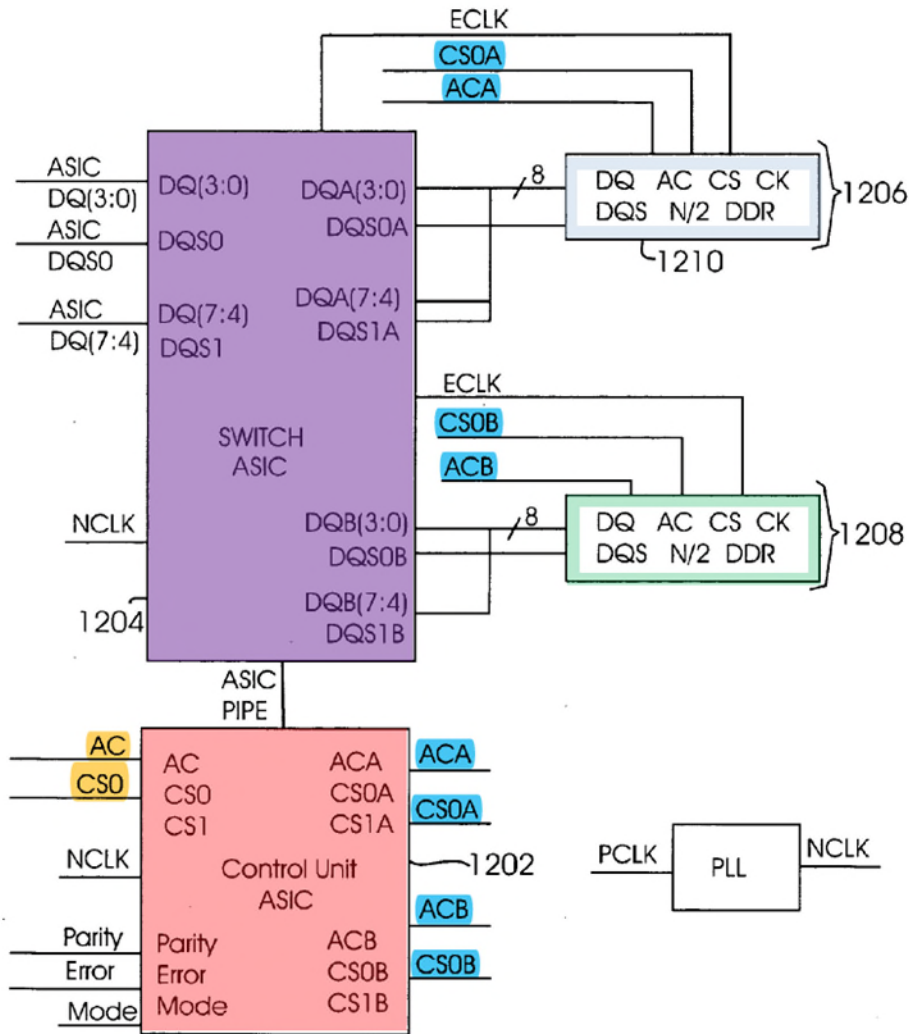 ECLK
CS0A
ACA
ASIC
DQ(3:0)
ASIC
DQS0
ASIC
DQ(7:4)
DQ(3:0)
DQS0
DQ(7:4)
DQS1
DQA(3:0)
DQS0A
DQA(7:4)
DQS1A
8
DQ AC CS CK
DQS N/2 DDR
1206
1210
SWITCH
ASIC
ECLK
CS0B
ACB
NCLK
1204
DQB(3:0)
DQS0B
DQB(7:4)
DQS1B
8
DQ AC CS CK
DQS N/2 DDR
1208
ASIC
PIPE
AC
CS0
NCLK
Parity
Error
Mode
AC
CS0
CS1
ACA
CS0A
CS1A
Control Unit
ASIC
Parity
Error
Mode
ACB
CS0B
CS1B
ACA
CS0A
1202
ACB
CS0B
PCLK
PLL
NCLK